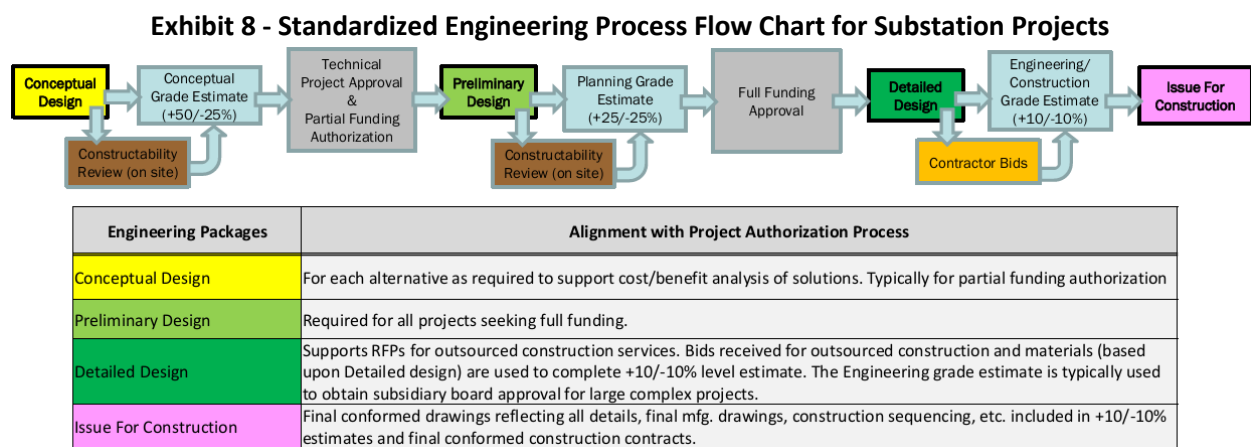 Exhibit 8 - Standardized Engineering Process Flow Chart for Substation Projects
Conceptual
Design
Conceptual
Grade Estimate
(+50/-25%)
Constructability
Review (on site)
Technical
Project Approval
&
Partial Funding
Authorization
Preliminary
Design
Planning Grade
Estimate
(+25/-25%)
Constructability
Review (on site)
Full Funding
Approval
Detailed
Design
Engineering/
Construction
Grade Estimate
(+10/-10%)
Contractor Bids
Issue For
Construction
Engineering Packages
Alignment with Project Authorization Process
Conceptual Design
For each alternative as required to support cost/benefit analysis of solutions. Typically for partial funding authorization
Preliminary Design
Required for all projects seeking full funding.
Detailed Design
Supports RFPs for outsourced construction services. Bids received for outsourced construction and materials (based
upon Detailed design) are used to complete +10/-10% level estimate. The Engineering grade estimate is typically used
to obtain subsidiary board approval for large complex projects.
Issue For Construction
Final conformed drawings reflecting all details, final mfg. drawings, construction sequencing, etc. included in +10/-10%
estimates and final conformed construction contracts.